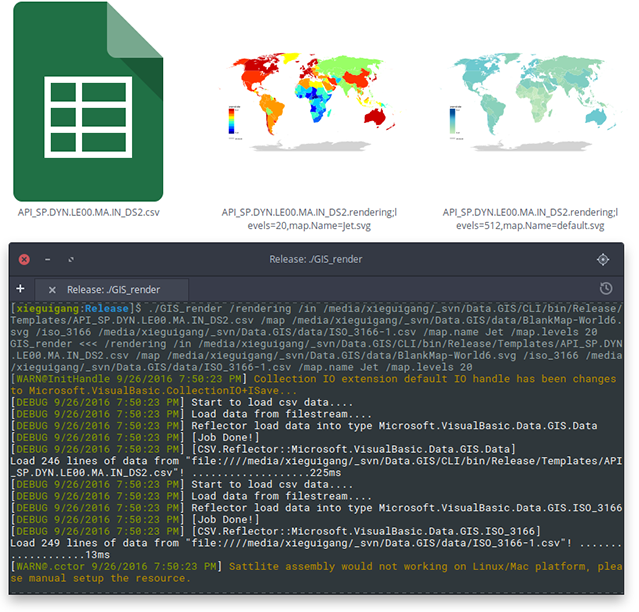 API_SP.DYN.LE00.MA.IN_DS2.csv
API_SP.DYN.LE00.MA.IN_DS2.rendering;l
evels=20,map.Name=Jet.svg
API_SP.DYN.LE00.MA.IN_DS2.rendering;l
evels=512,map.Name=default.svg
Release: ./GIS_render
Release: ./GIS_render
[xieguigang:Release]$ ./GIS_render /rendering /in /media/xieguigang/_svn/Data.GIS/CLI/bin/Release/
Templates/API_SP.DYN.LE00.MA.IN_DS2.csv /map /media/xieguigang/_svn/Data.GIS/data/BlankMap-World6.
svg /iso_3166 /media/xieguigang/_svn/Data.GIS/data/ISO_3166-1.csv /map.name Jet /map.levels 20
GIS_render <<< /rendering /in /media/xieguigang/_svn/Data.GIS/CLI/bin/Release/Templates/API_SP.DYN
.LE00.MA.IN_DS2.csv /map /media/xieguigang/_svn/Data.GIS/data/BlankMap-World6.svg /iso_3166 /media
/xieguigang/_svn/Data.GIS/data/ISO_3166-1.csv /map.name Jet /map.levels 20
[WARN@InitHandle 9/26/2016 7:50:23 PM] Collection IO extension default IO handle has been changes
to Microsoft.VisualBasic.CollectionIO+ISave...
[DEBUG 9/26/2016 7:50:23 PM] Start to load csv data....
[DEBUG 9/26/2016 7:50:23 PM] Load data from filestream....
[DEBUG 9/26/2016 7:50:23 PM] Reflector load data into type Microsoft.VisualBasic.Data.GIS.Data
[DEBUG 9/26/2016 7:50:23 PM] [Job Done!]
[DEBUG 9/26/2016 7:50:23 PM] [CSV.Reflector::Microsoft.VisualBasic.Data.GIS.Data]
Load 246 lines of data from "file:////media/xieguigang/_svn/Data.GIS/CLI/bin/Release/Templates/API
_SP.DYN.LE00.MA.IN_DS2.csv"! ...................225ms
[DEBUG 9/26/2016 7:50:23 PM] Start to load csv data....
[DEBUG 9/26/2016 7:50:23 PM] Load data from filestream....
[DEBUG 9/26/2016 7:50:23 PM] Reflector load data into type Microsoft.VisualBasic.Data.GIS.ISO_3166
[DEBUG 9/26/2016 7:50:23 PM] [Job Done!]
[DEBUG 9/26/2016 7:50:23 PM] [CSV.Reflector::Microsoft.VisualBasic.Data.GIS.ISO_3166]
Load 249 lines of data from "file:////media/xieguigang/_svn/Data.GIS/data/ISO_3166-1.csv"! .......
...............13ms
[WARN@.cctor 9/26/2016 7:50:23 PM] Sattlite assembly would not working on Linux/Mac platform, plea
se manual setup the resource.